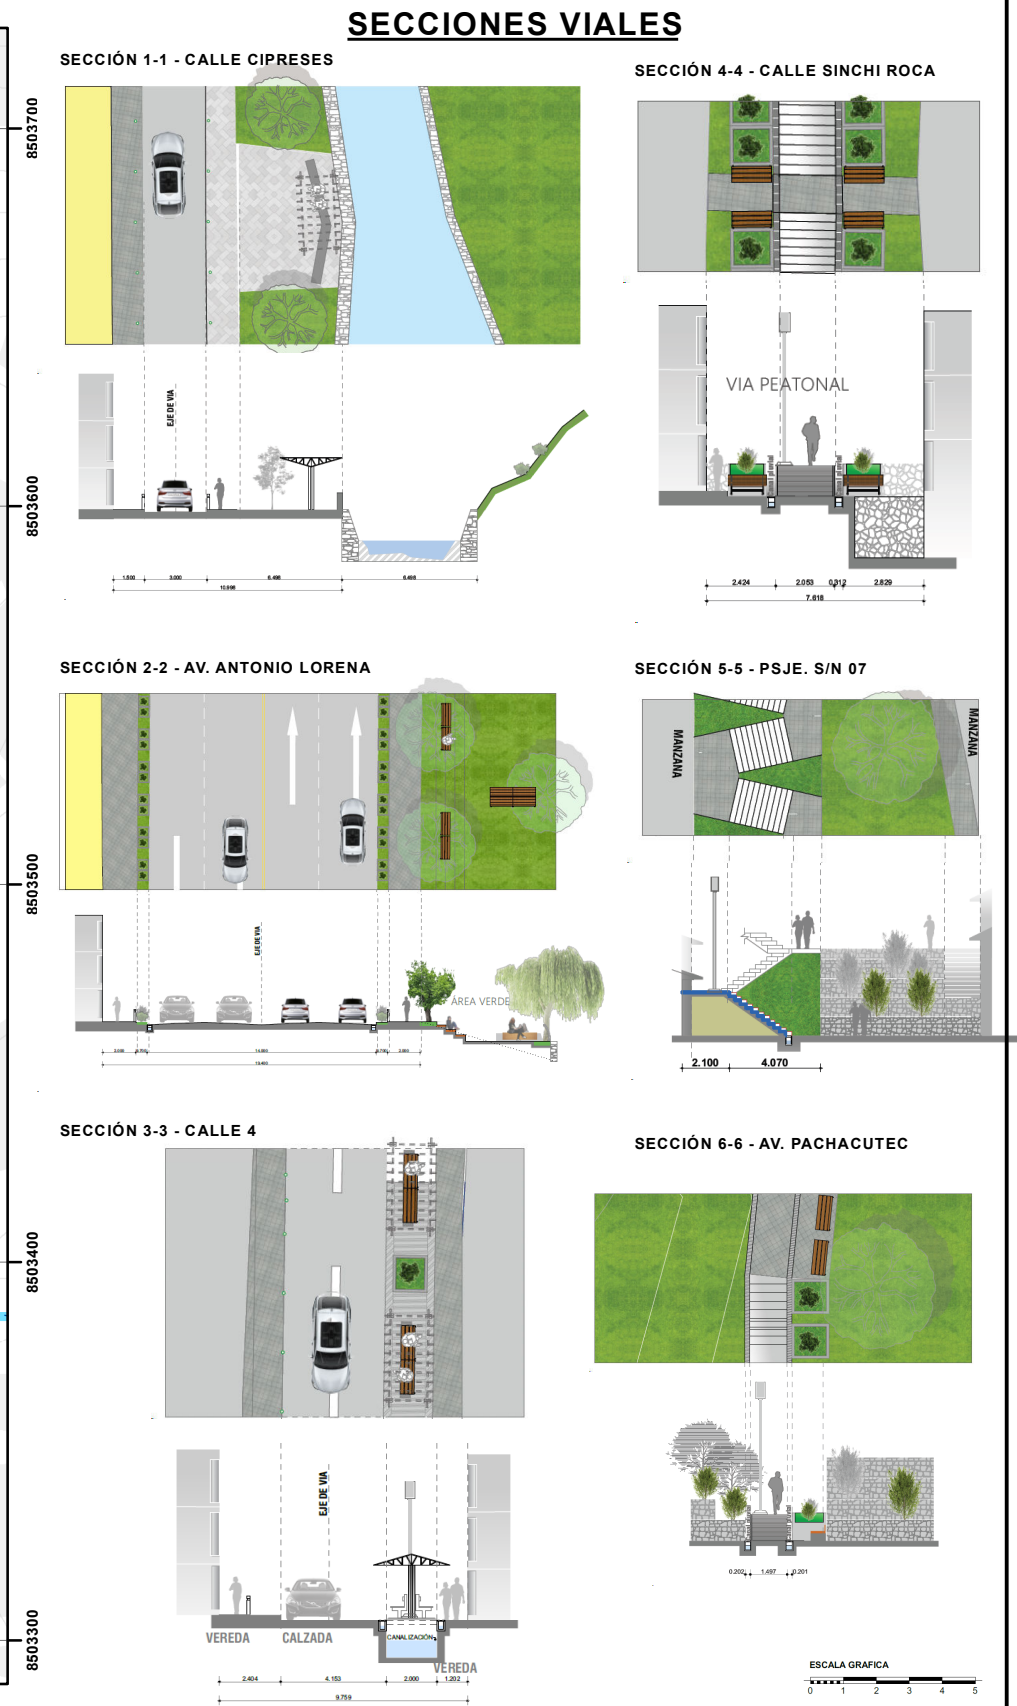 SECCIONES VIALES
SECCIÓN 1-1 - CALLE CIPRESES
EJE DE VIA
1.500 3.000 6.498 6.498
10.998
SECCIÓN 4-4 - CALLE SINCHI ROCA
VIA PEATONAL
2.424 2.053 0.312 2.829
7.618
SECCIÓN 2-2 - AV. ANTONIO LORENA
EJE DE VIA
ÁREA VERDE
SECCIÓN 5-5 - PSJE. S/N 07
MANZANA
MANZANA
2.100 4.070
SECCIÓN 3-3 - CALLE 4
EJE DE VIA
CANALIZACIÓN
VEREDA CALZADA
VEREDA
2.404 4.153 2.000 1.202
9.759
SECCIÓN 6-6 - AV. PACHACUTEC
0.202 1.497 0.201
ESCALA GRAFICA
0 1 2 3 4 5
8503700
8503600
8503500
8503400
8503300